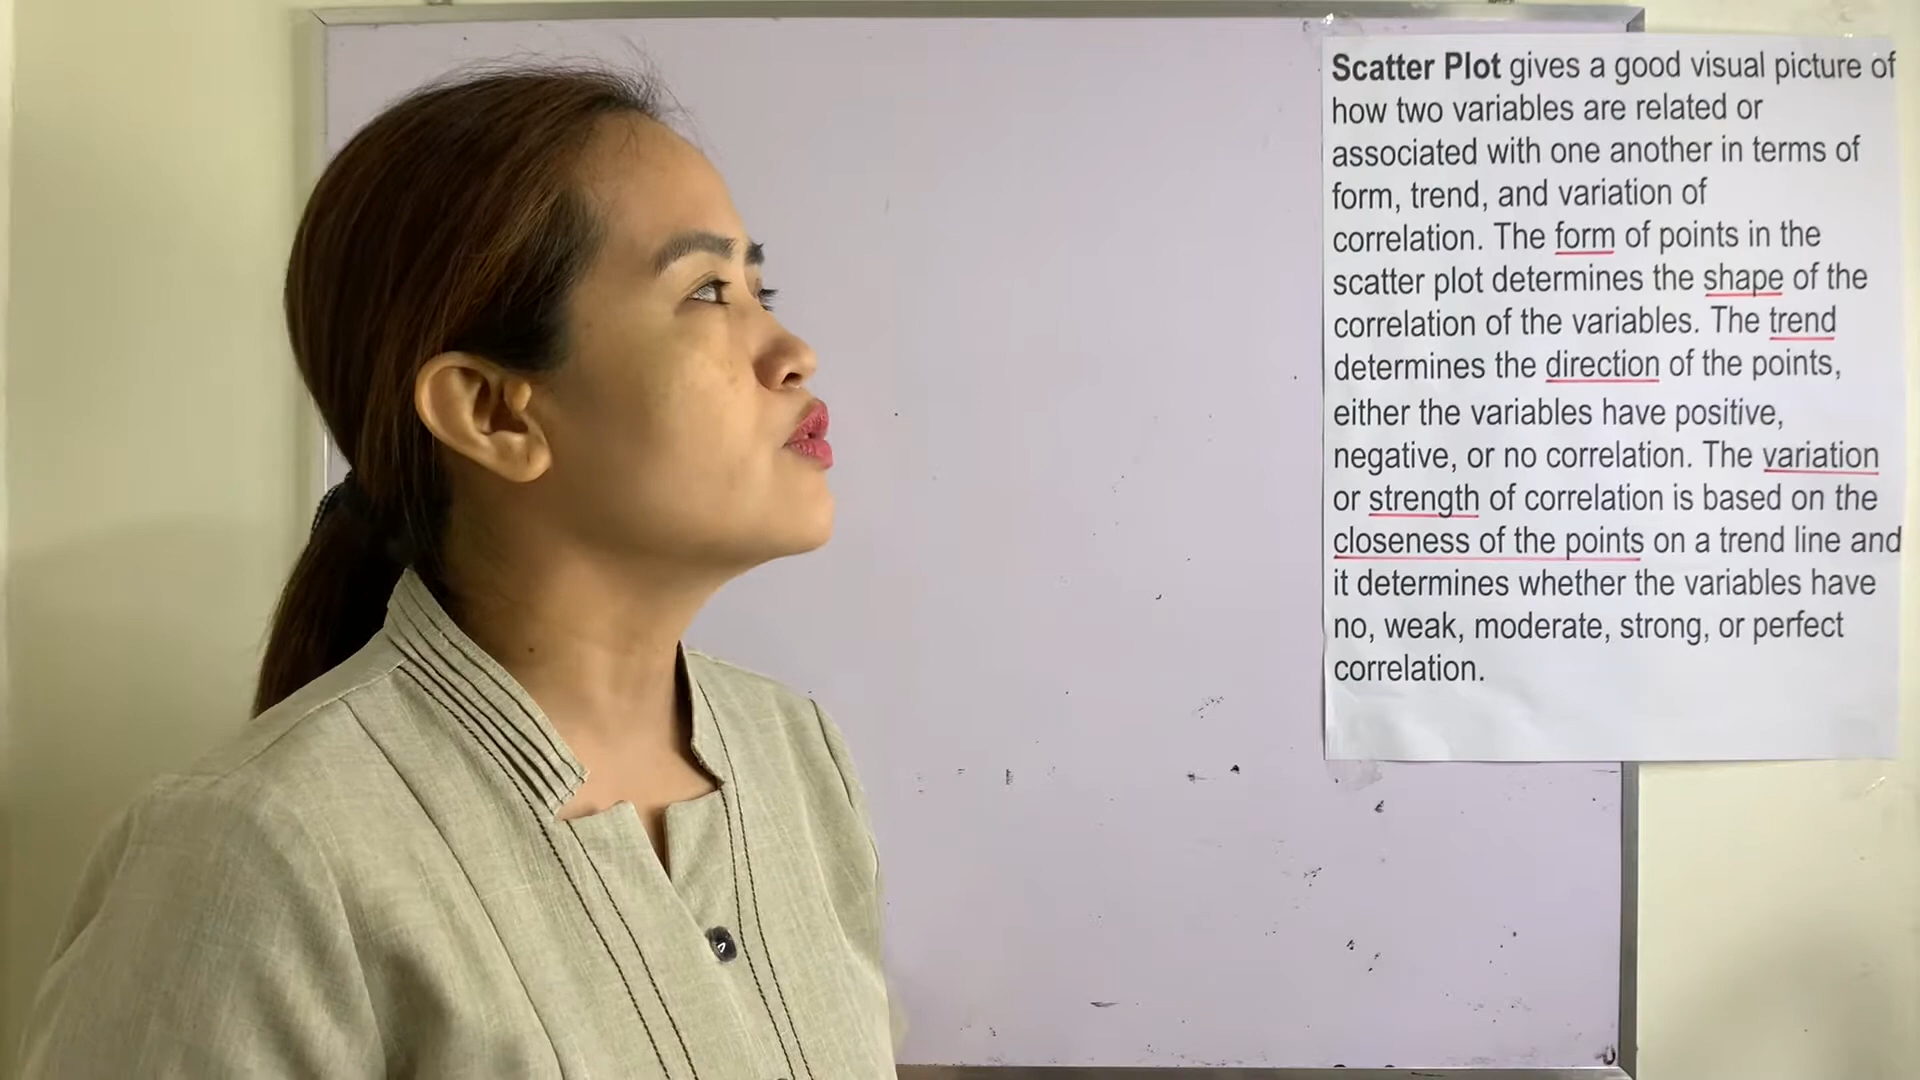 Scatter Plot gives a good visual picture of
how two variables are related or
associated with one another in terms of
form, trend, and variation of
correlation. The form of points in the
scatter plot determines the shape of the
correlation of the variables. The trend
determines the direction of the points,
either the variables have positive,
negative, or no correlation. The variation
or strength of correlation is based on the
closeness of the points on a trend line and
it determines whether the variables have
no, weak, moderate, strong, or perfect
correlation.